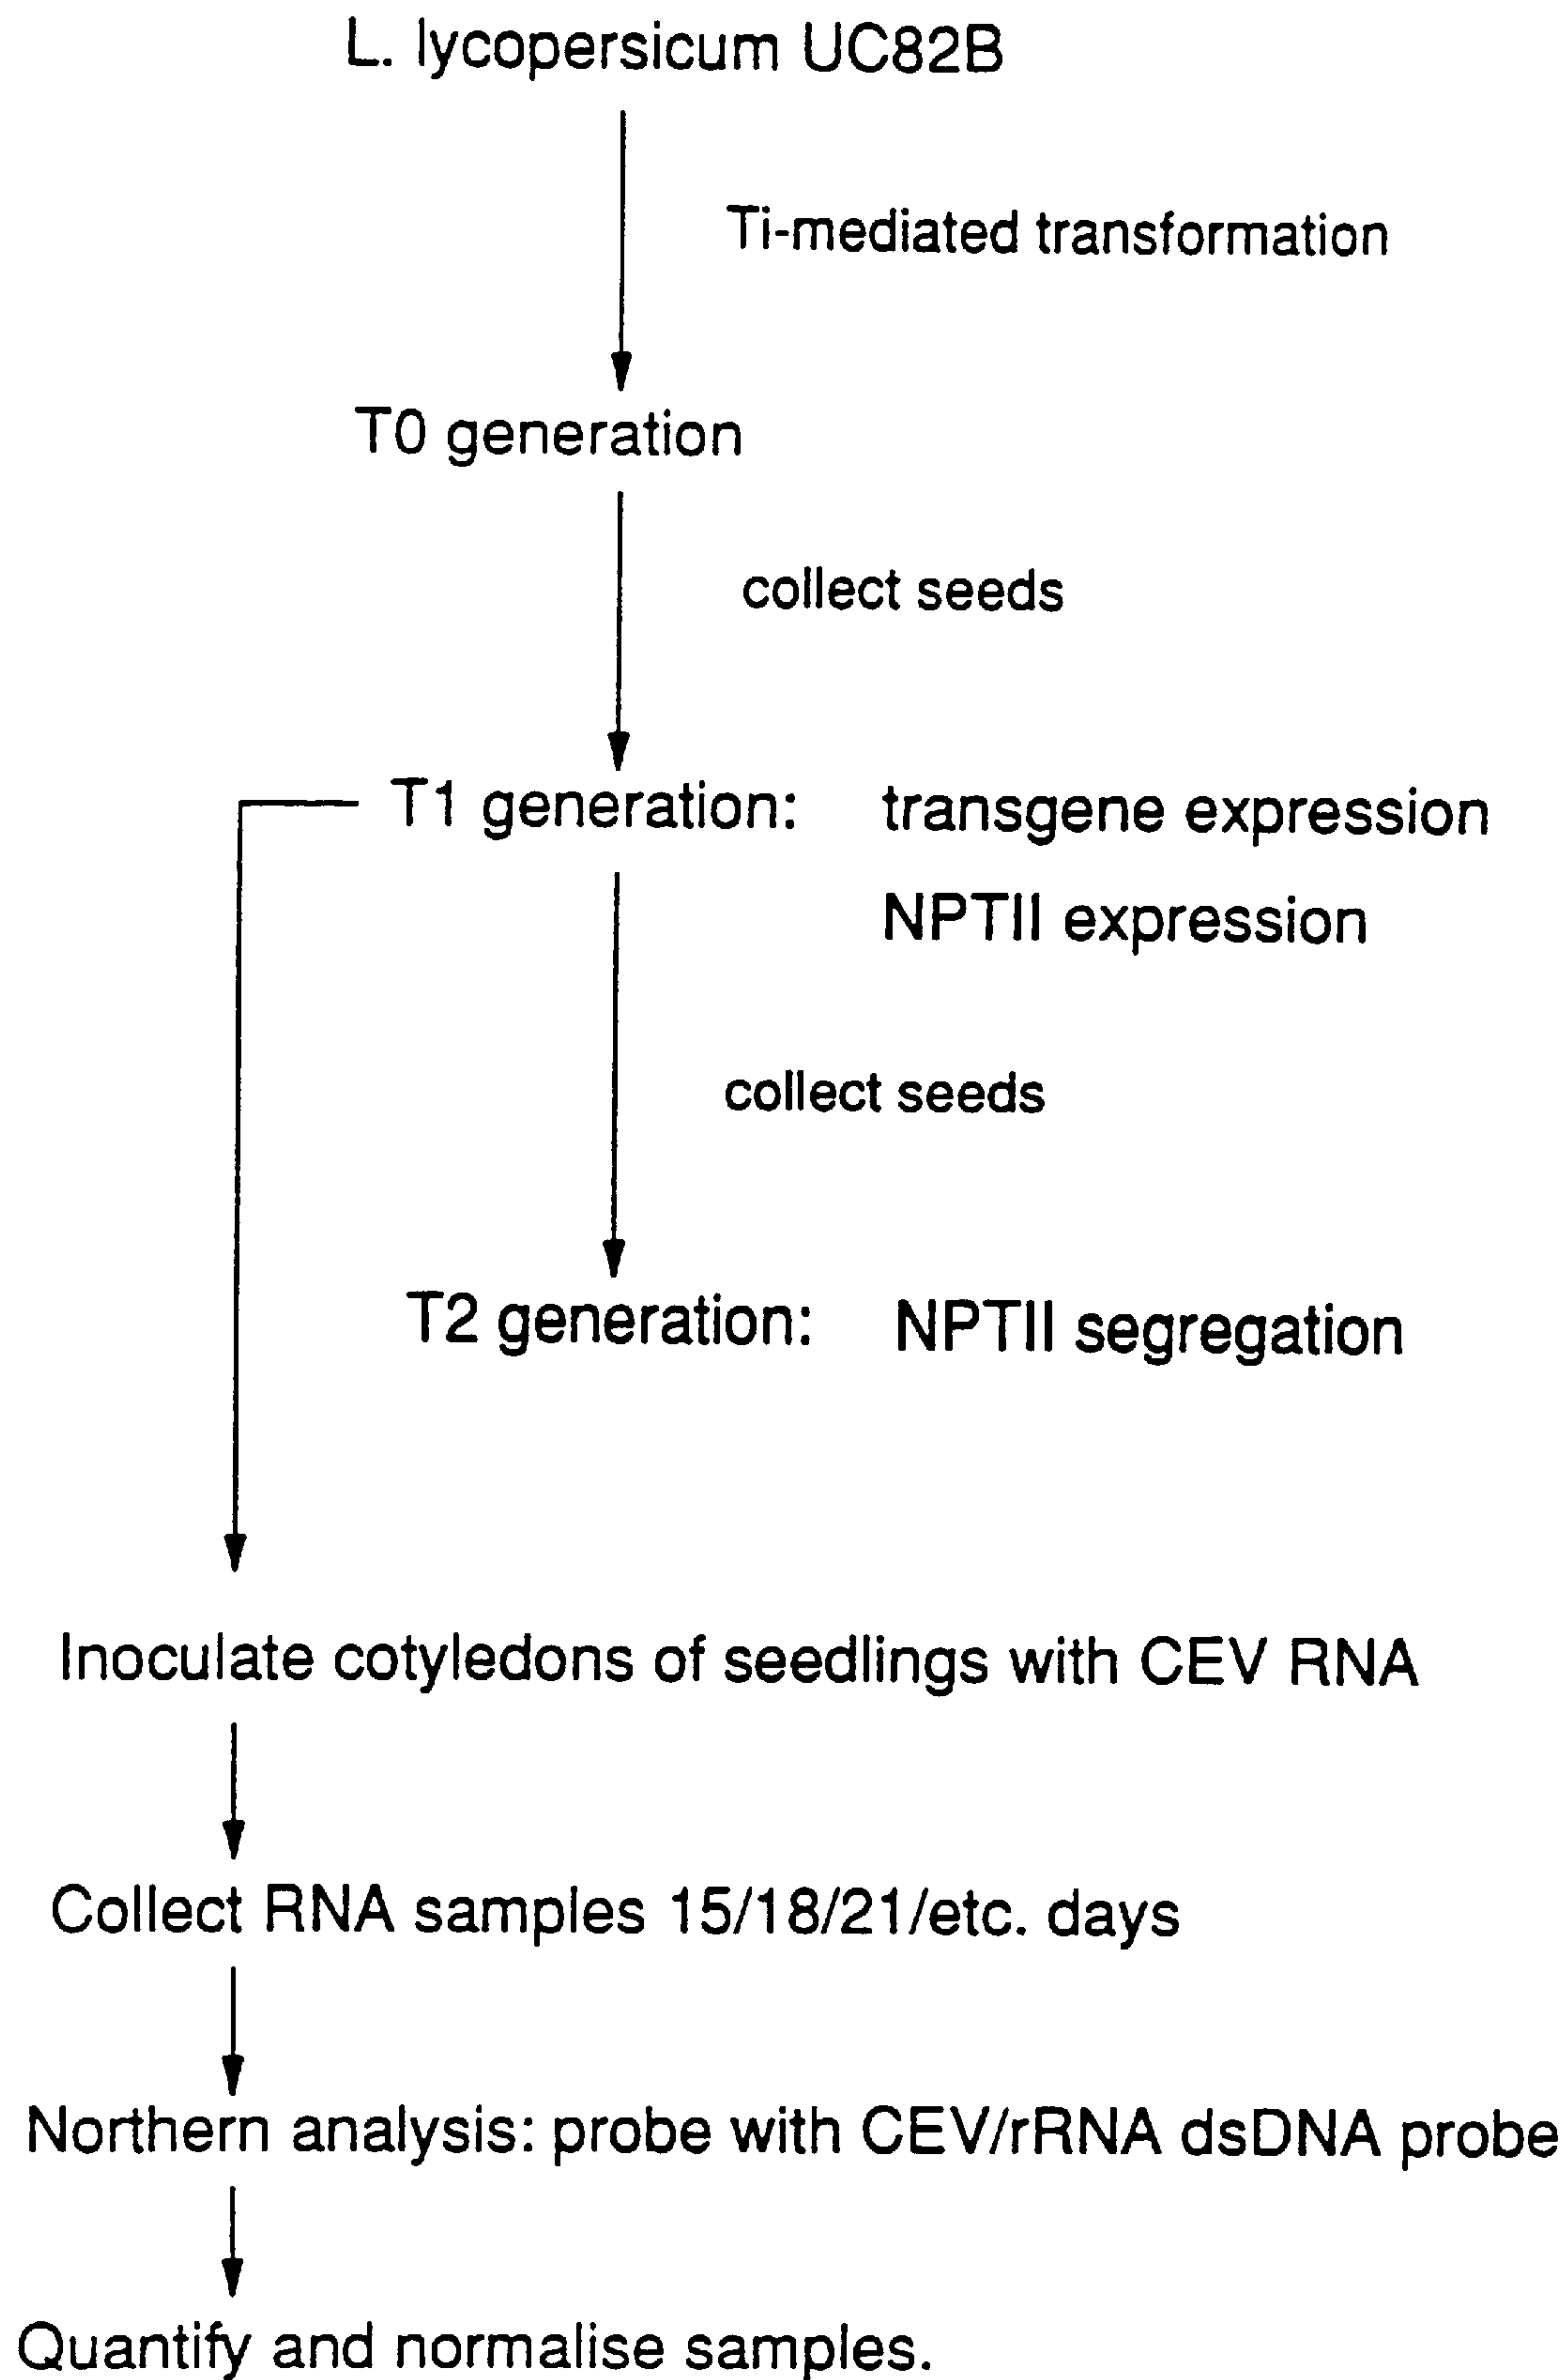 L. lycopersicum UC82B
Ti-mediated transformation
T0 generation
collect seeds
T1 generation: transgene expression
NPTII expression
collect seeds
T2 generation: NPTII segregation
Inoculate cotyledons of seedlings with CEV RNA
Collect RNA samples 15/18/21/etc. days
Northern analysis: probe with CEV/rRNA dsDNA probe
Quantify and normalise samples.